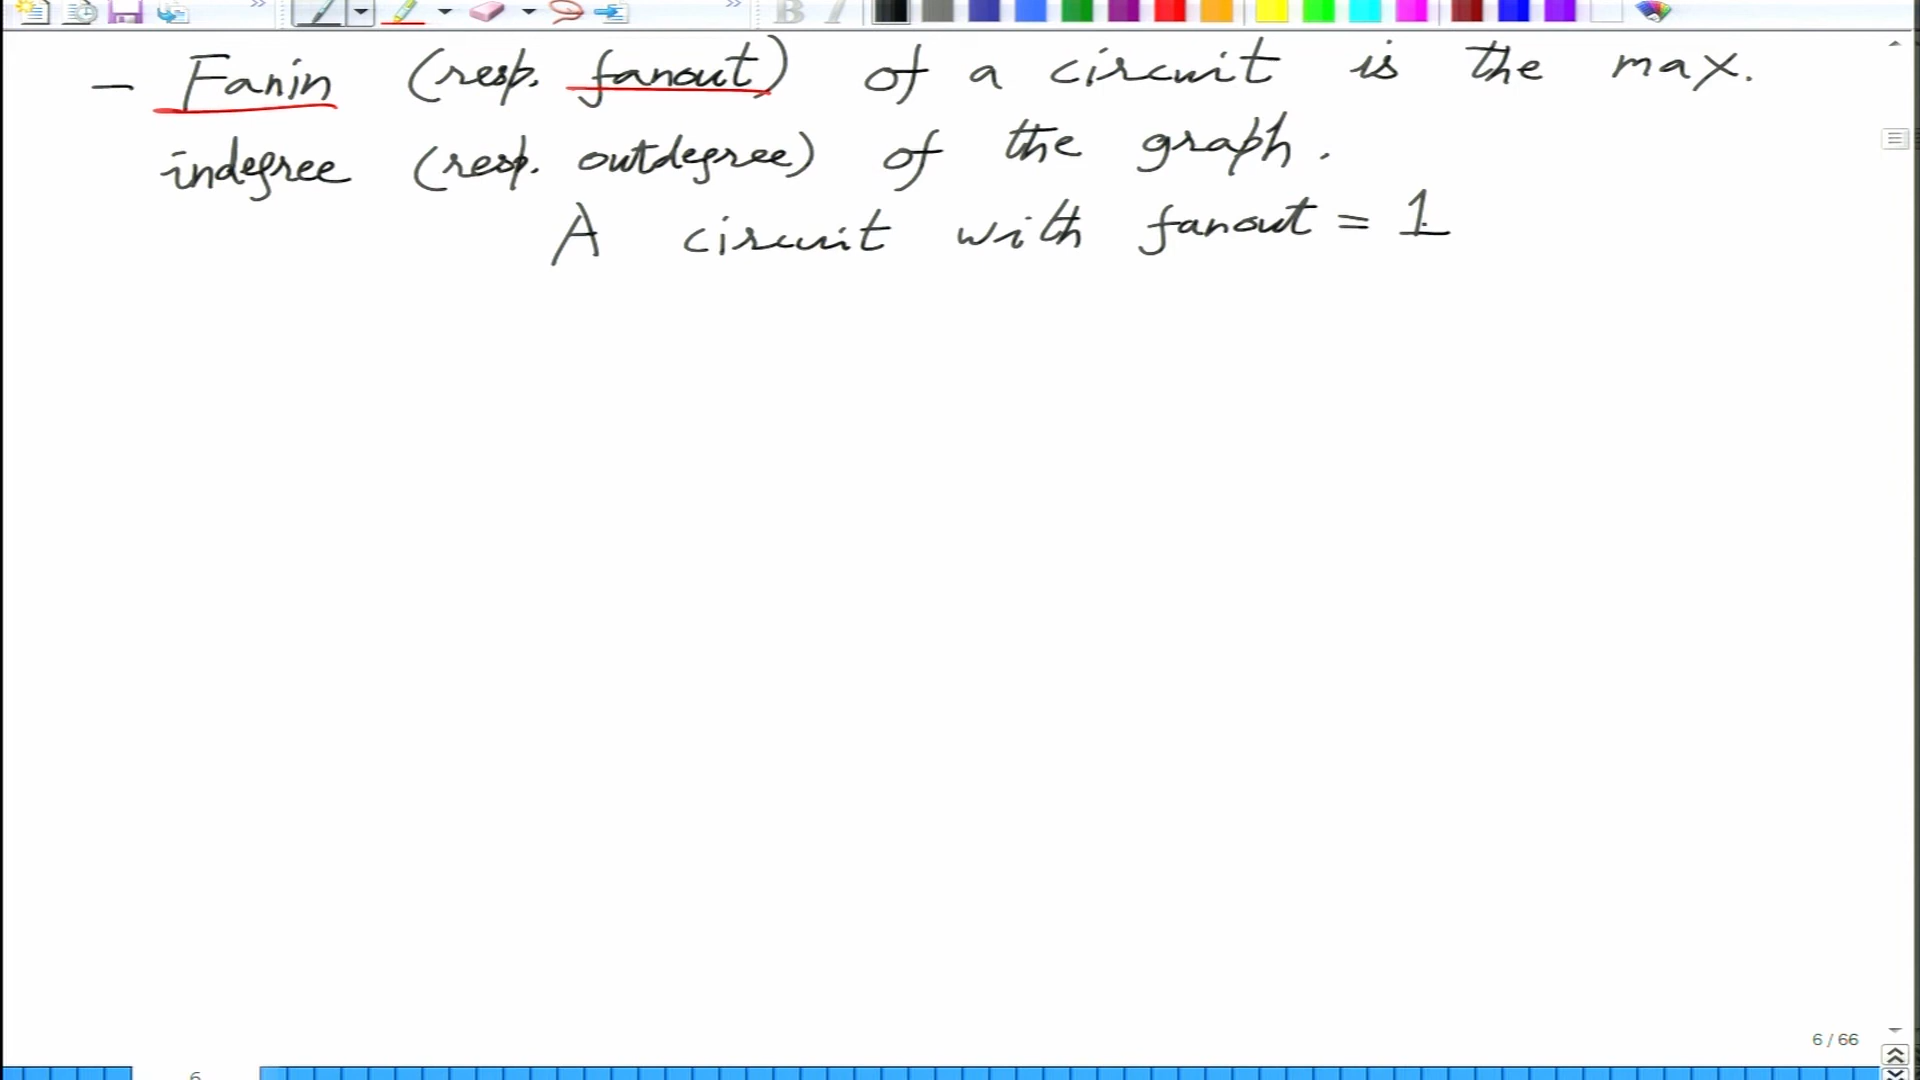 - Fanin (resp. fanout) of a circuit is the max.
indegree (resp. outdegree) of the graph.
A circuit with fanout = 1
6 / 66
6